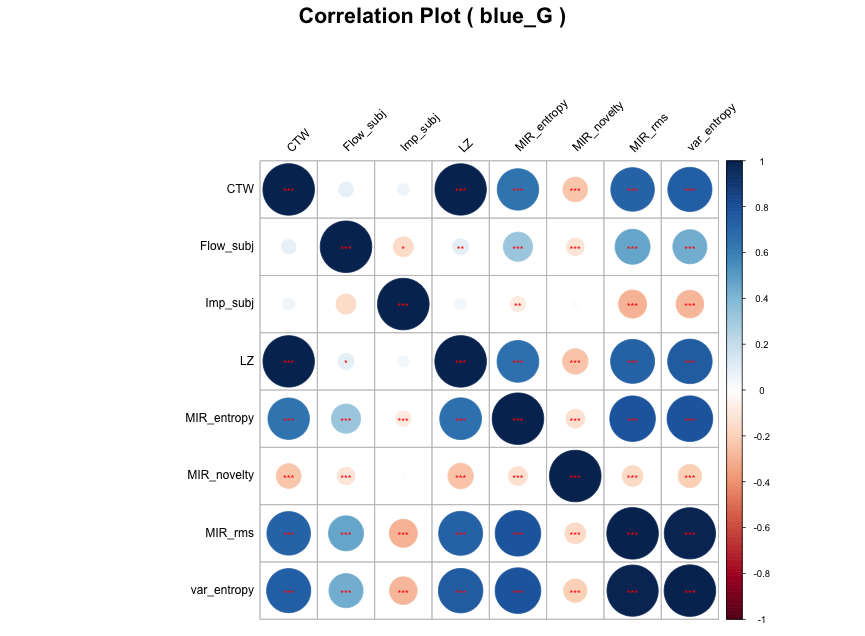 Correlation Plot ( blue_G )
CTW Flow_subj Imp_subj LZ MIR_entropy MIR_novelty MIR_rms var_entropy
CTW *** *** *** *** *** *** 1
Flow_subj *** * ** *** *** *** *** 0.8
Imp_subj *** ** *** *** 0.6
LZ *** * *** *** *** *** *** 0.4
0.2
MIR_entropy *** *** *** *** *** *** *** *** 0
-0.2
MIR_novelty *** *** *** *** *** *** *** -0.4
MIR_rms *** *** *** *** *** *** *** *** -0.6
-0.8
var_entropy *** *** *** *** *** *** *** *** -1